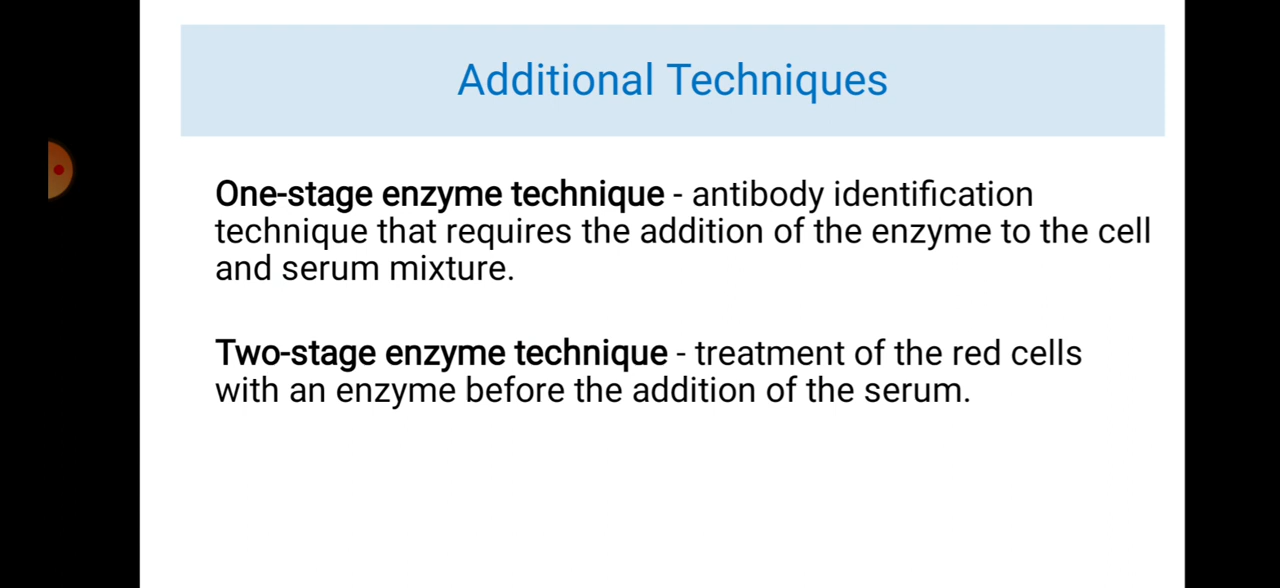 Additional Techniques
One-stage enzyme technique - antibody identification
technique that requires the addition of the enzyme to the cell
and serum mixture.
Two-stage enzyme technique - treatment of the red cells
with an enzyme before the addition of the serum.